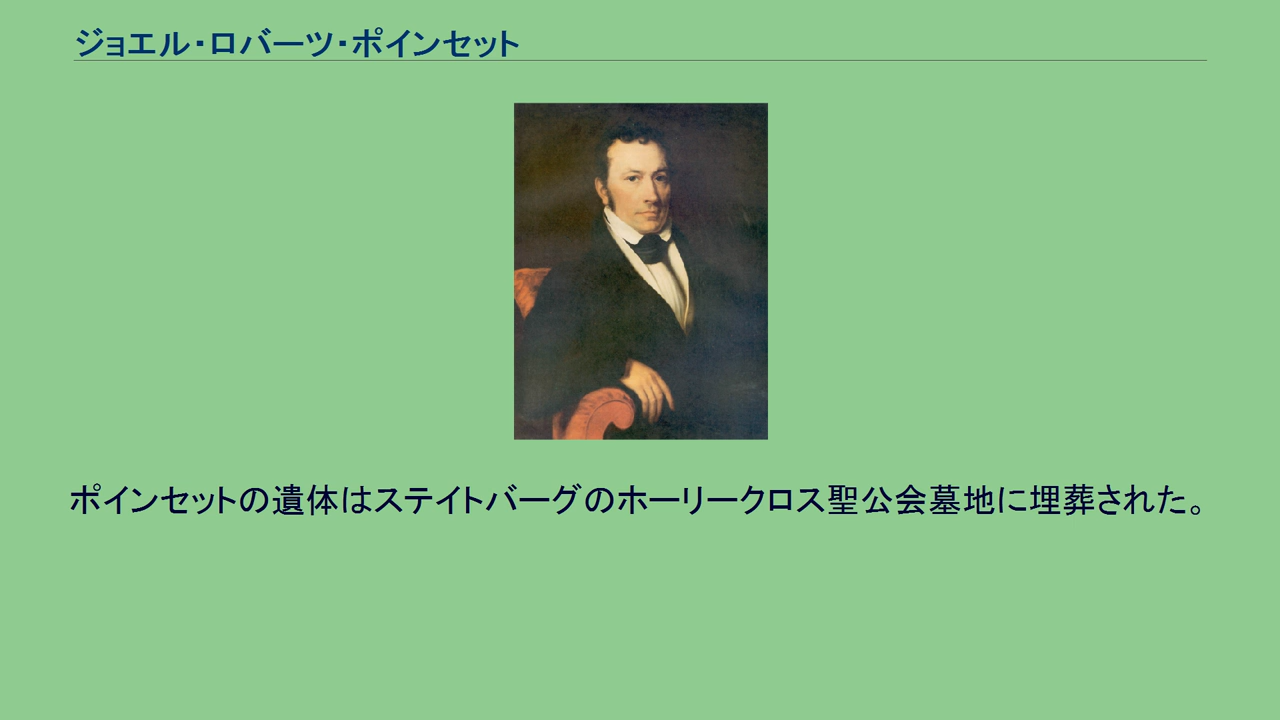 ジョエル・ロバーツ・ポインセット
ポインセットの遺体はステイトバーグのホーリークロス聖公会墓地に埋葬された。